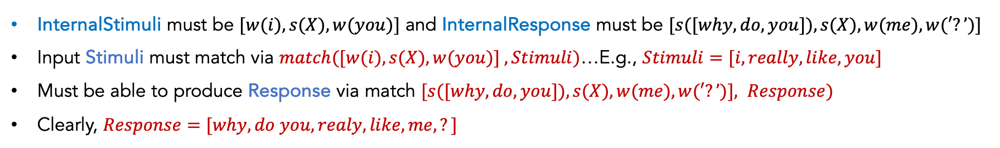 • InternalStimuli must be [w(i), s(X), w(you)] and InternalResponse must be [s([why, do, you]), s(X), w(me), w('?’)]
• Input Stimuli must match via match([w(i), s(X), w(you)] , Stimuli)…E.g., Stimuli = [i, really, like, you]
• Must be able to produce Response via match [s([why, do, you]), s(X), w(me), w('?’)], Response)
• Clearly, Response = [why, do you, realy, like, me, ? ]